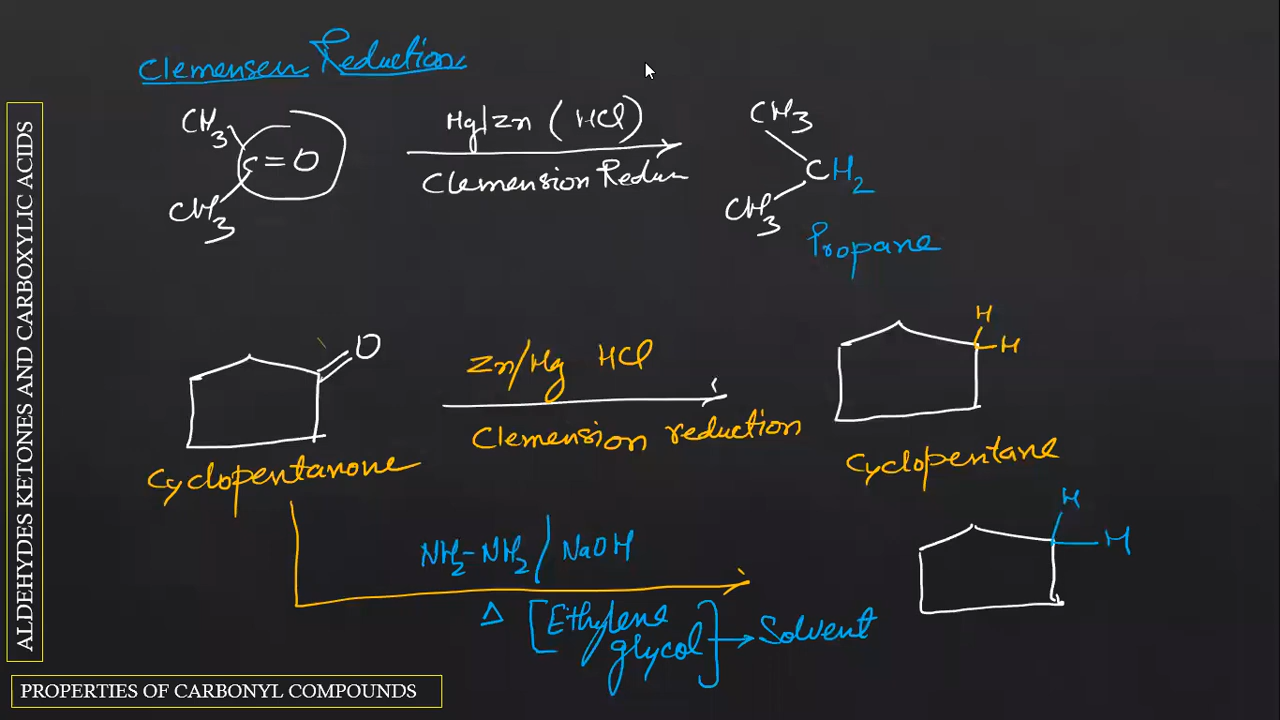 Clemensen Reduction
CH3
C=O
CH3
Hg/Zn (HCl)
Clemension Redun
CH3
CH2
CH3
Propane
O
Cyclopentanone
Zn/Hg HCl
Clemension reduction
H
H
Cyclopentane
NH2-NH2/NaOH
Δ [Ethylene glycol] → Solvent
H
H
ALDEHYDES KETONES AND CARBOXYLIC ACIDS
PROPERTIES OF CARBONYL COMPOUNDS